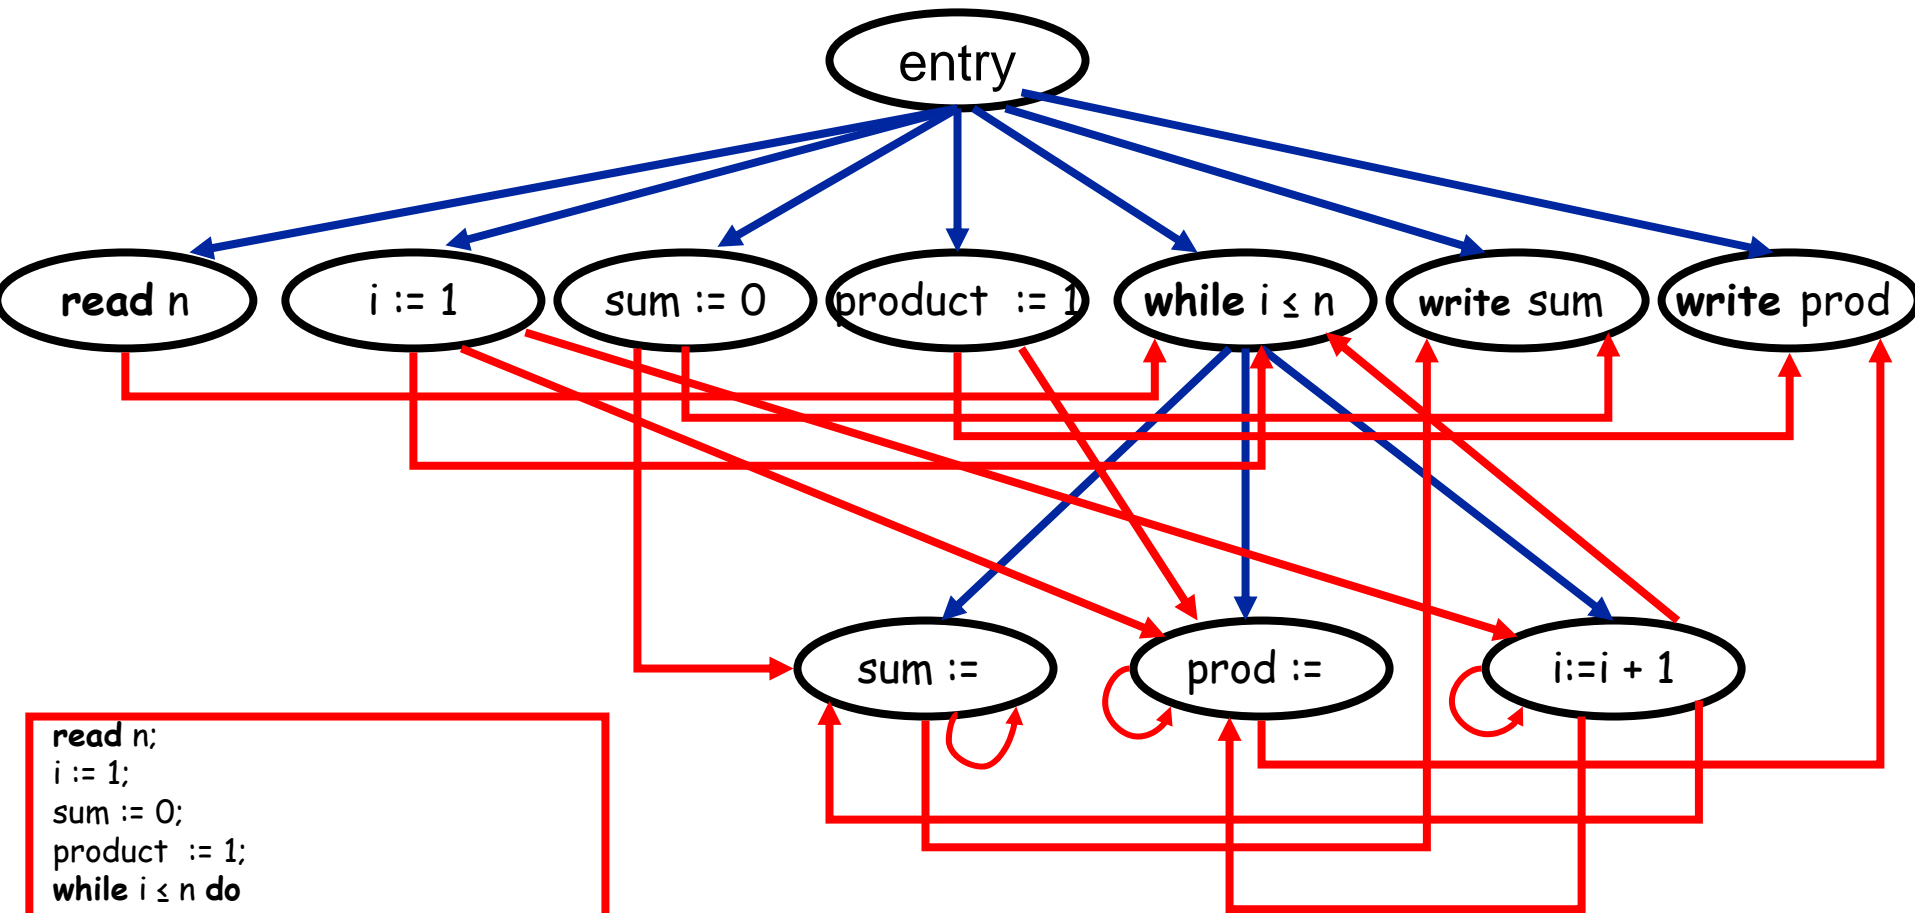 entry
read n
i := 1
sum := 0
product := 1
while i ≤ n
write sum
write prod
sum :=
prod :=
i:=i + 1
read n;
i := 1;
sum := 0;
product := 1;
while i ≤ n do